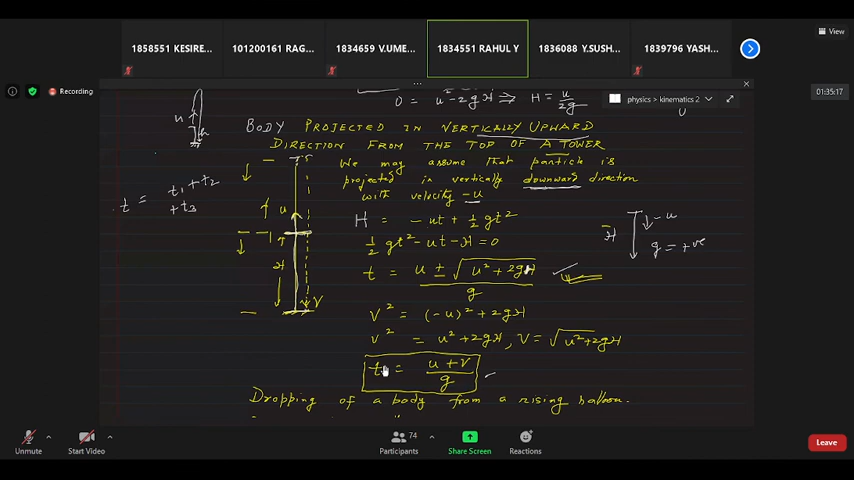 View
1858551 KESIRE...
101200161 RAG...
1834659 V.UME...
1834551 RAHUL Y
1836088 Y.SUSH...
1839796 YASH...
Recording
01:35:17
physics > kinematics 2
0 = u² - 2gH ⇒ H = u/2g
BODY PROJECTED IN VERTICALLY UPWARD
DIRECTION FROM THE TOP OF A TOWER
We may assume that particle is
projected in vertically downward direction
with velocity -u
t = t₁ + t₂
+ t₃
u
h
u
H
V
H = -ut + ½gt²
½gt² - ut - H = 0
t = u ± √(u² + 2gH) / g
V² = (-u)² + 2gH
v² = u² + 2gH, V = √(u² + 2gH)
t = (u + v) / g
H
-u
g = +ve
Dropping of a body from a rising balloon.
Unmute
Start Video
74
Participants
Share Screen
Reactions
Leave